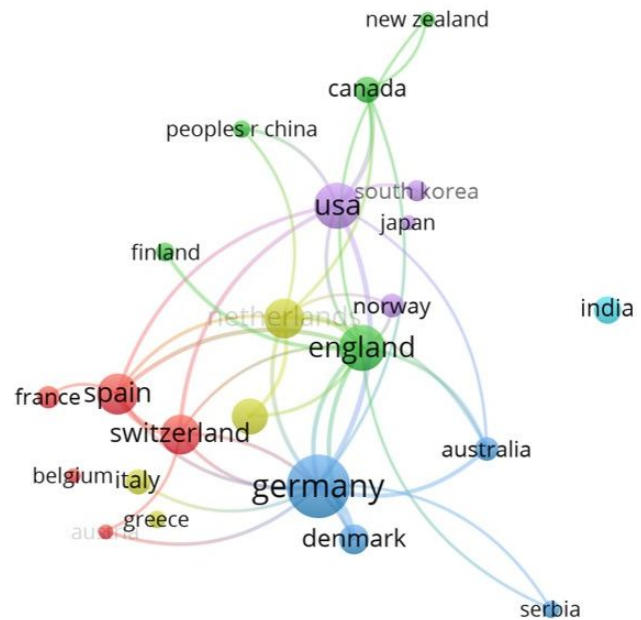 new zealand
canada
peoples r china
south korea
usa
japan
finland
norway
india
netherlands
england
spain
france
switzerland
australia
belgium
italy
germany
greece
austria
denmark
serbia